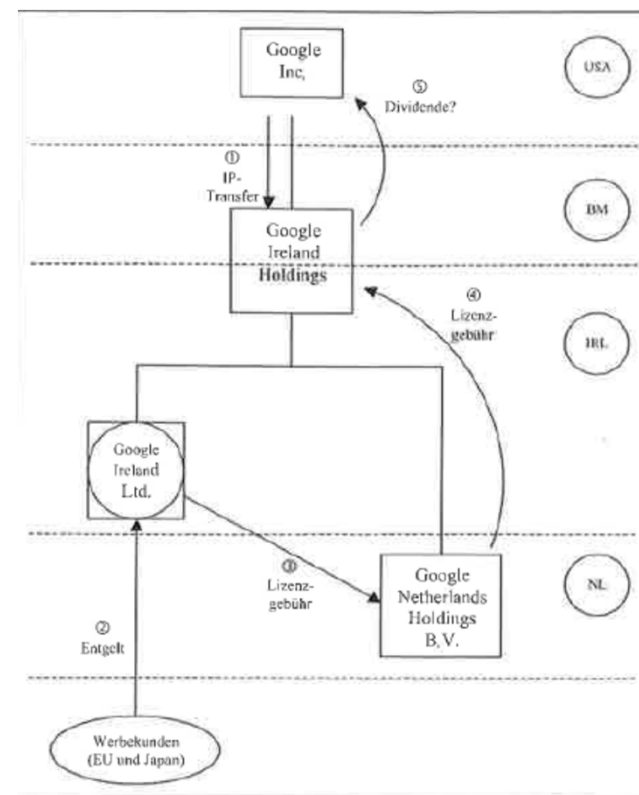 Google
Inc,
USA
⑤
Dividende?
①
IP-
Transfer
BM
Google
Ireland
Holdings
④
Lizenz-
gebühr
IRL
Google
Ireland
Ltd.
③
Lizenz-
gebühr
Google
Netherlands
Holdings
B.V.
NL
②
Entgelt
Werbekunden
(EU und Japan)